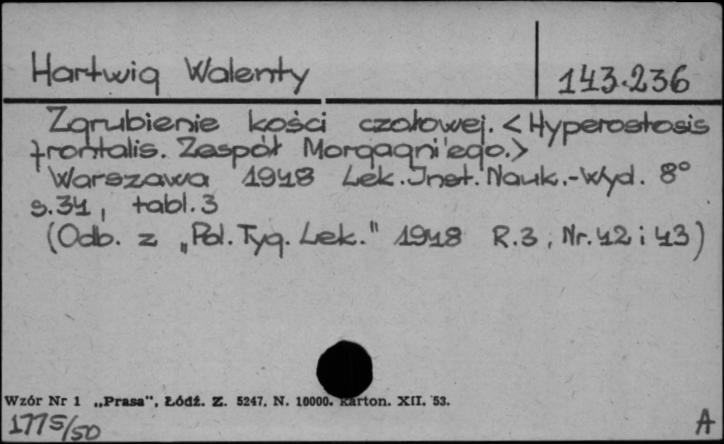 Hartwig Walenty
143.236
Zgrubienie kości czołowej. <Hyperostosis
frontalis. Zespół Morgagni'ego.>
Warszawa 1948 Lek. Inst. Nauk.-Wyd. 8°
s.34, tabl. 3
(Odb. z „Pol. Tyg. Lek." 1948 R.3, Nr. 42 i 43)
Wzór Nr 1 „Prasa", Łódź. Z. 5247. N. 10000. karton. XII. 53.
1775/50
A